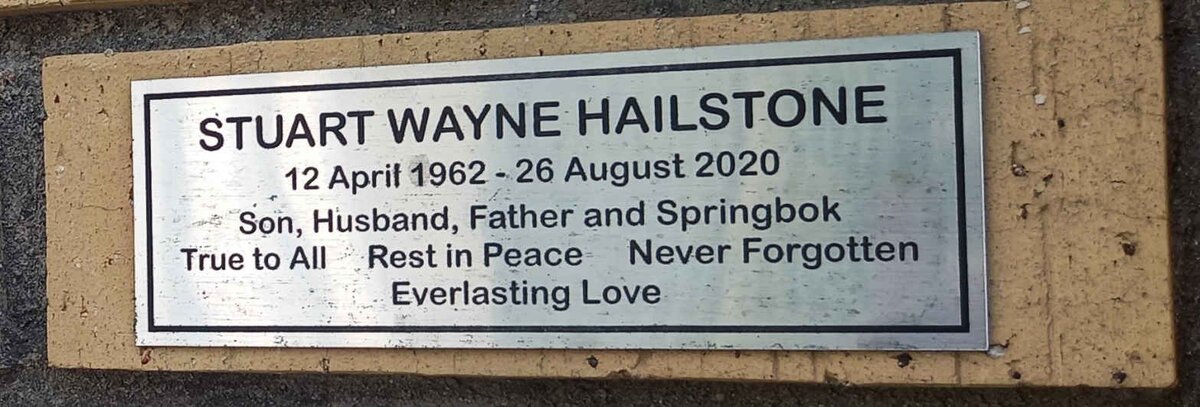 STUART WAYNE HAILSTONE
12 April 1962 - 26 August 2020
Son, Husband, Father and Springbok
True to All Rest in Peace Never Forgotten
Everlasting Love